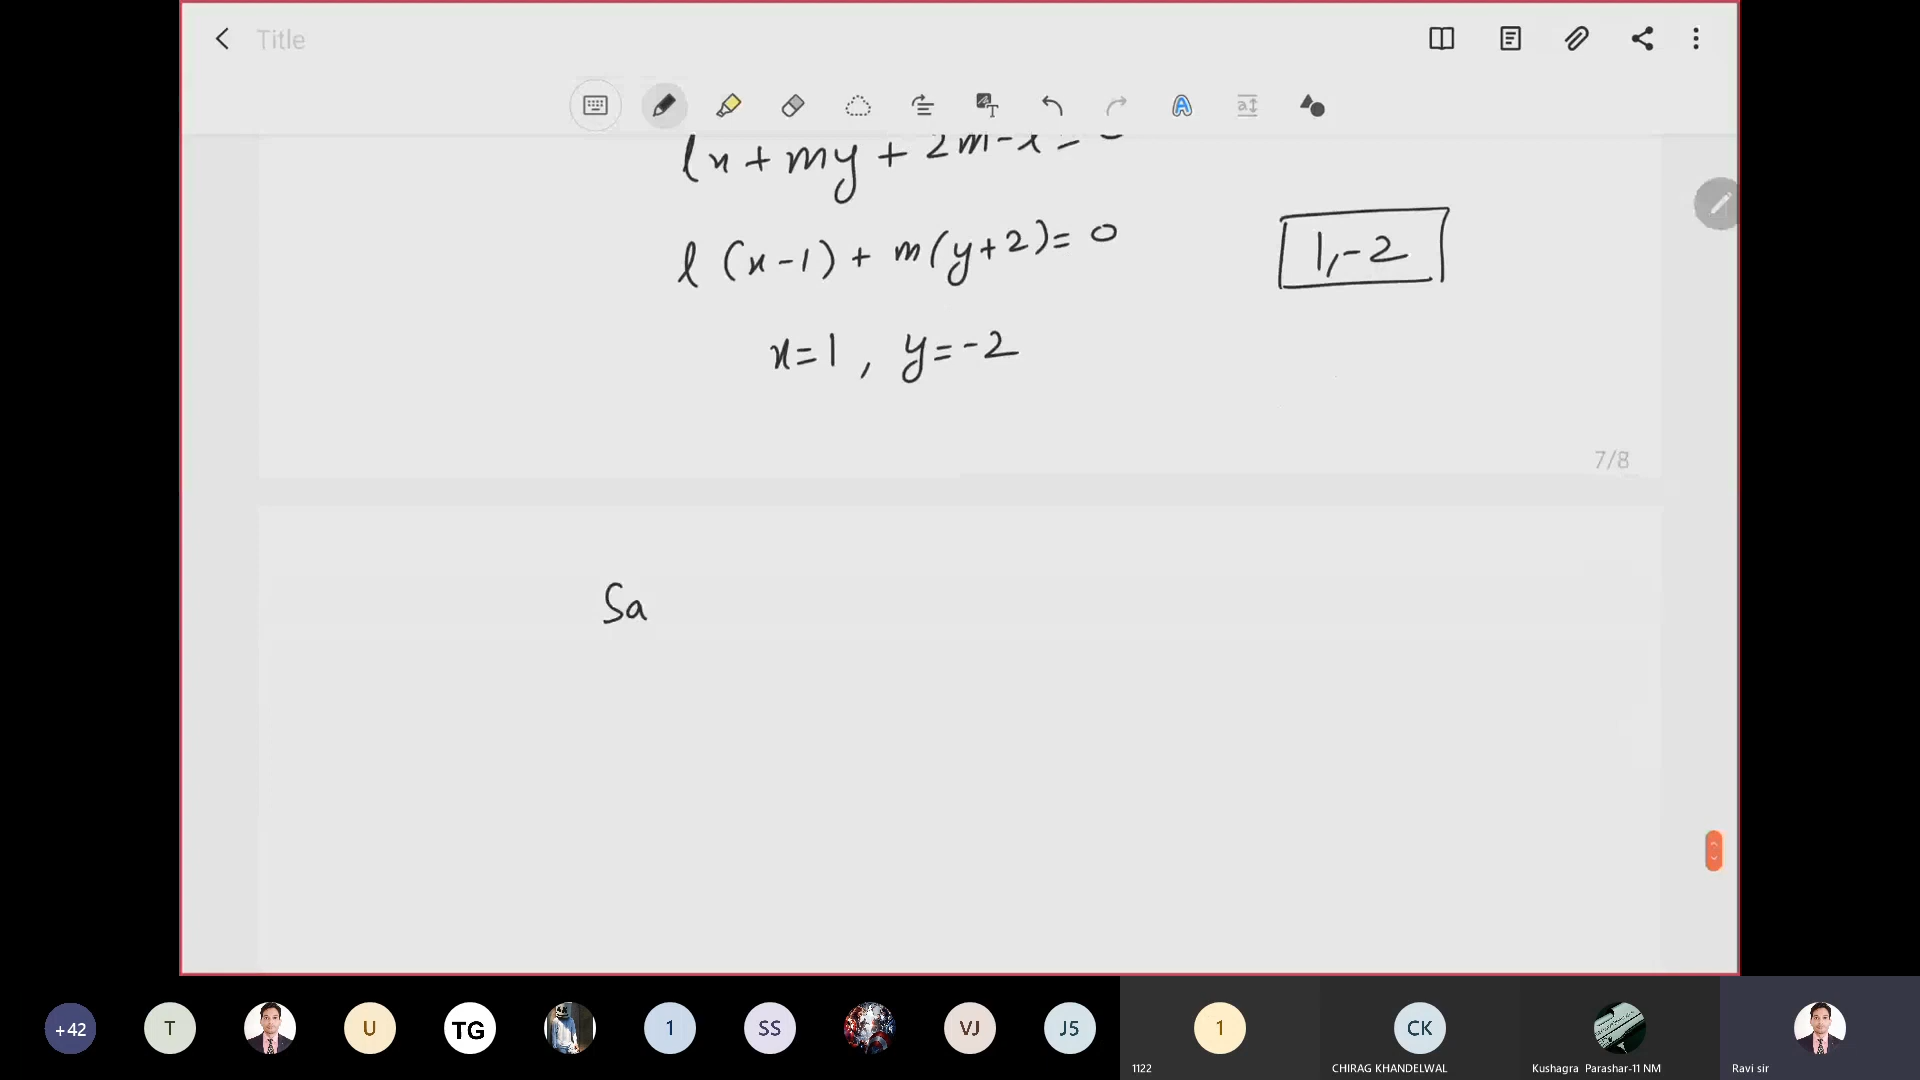 Title
lx + my + 2m - l = 0
l (x-1) + m(y+2) = 0
1, -2
x=1 , y=-2
7/8
Sa
+42
T
U
TG
1
SS
VJ
J5
1
1122
CK
CHIRAG KHANDELWAL
Kushagra Parashar-11 NM
Ravi sir